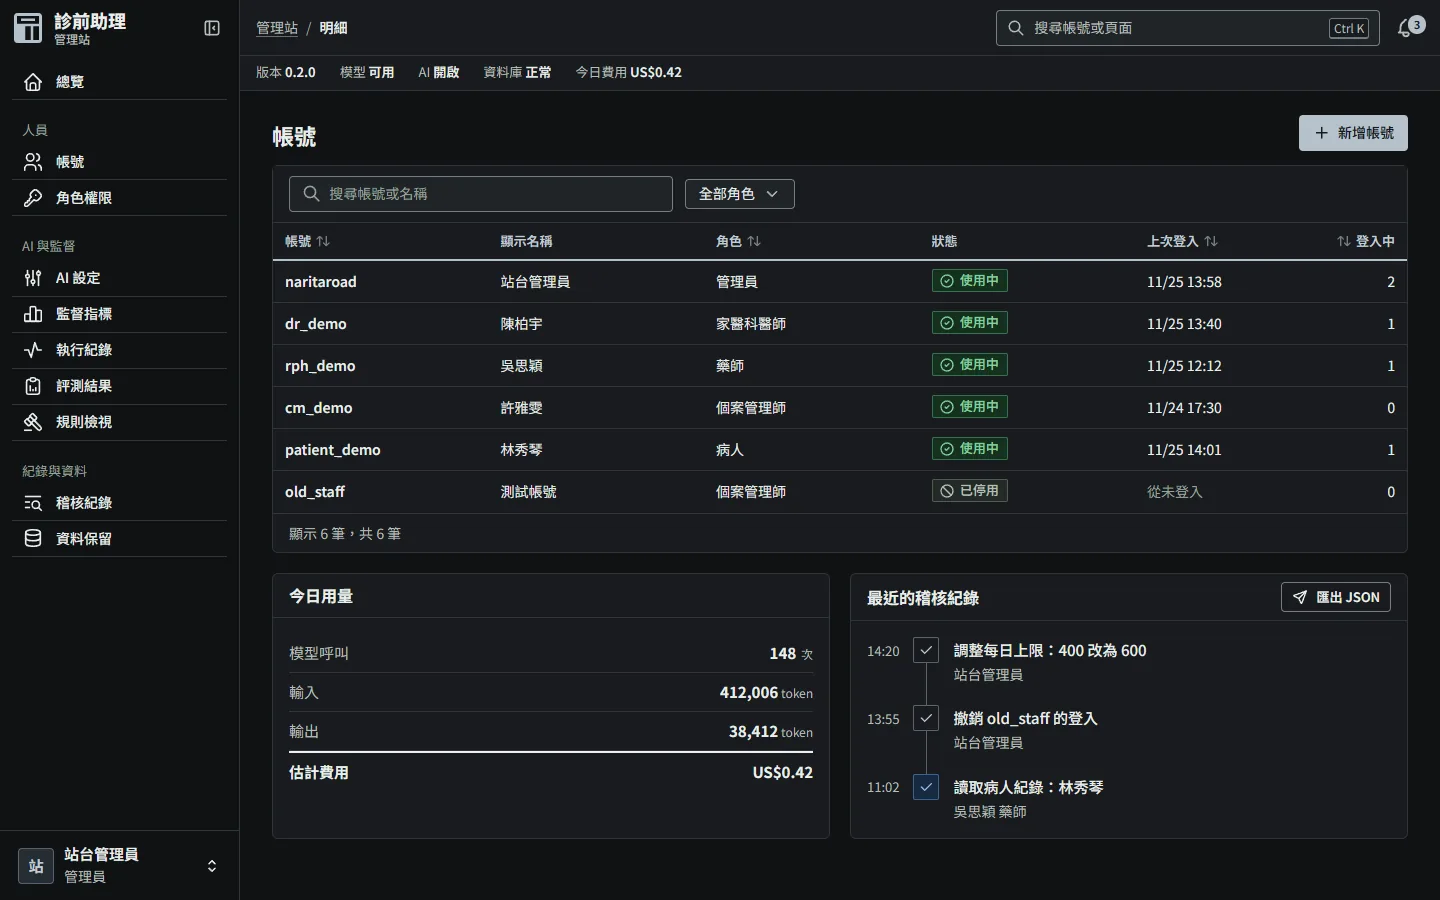 診前助理
管理站
總覽
人員
帳號
角色權限
AI 與監督
AI 設定
監督指標
執行紀錄
評測結果
規則檢視
紀錄與資料
稽核紀錄
資料保留
站 站台管理員
管理員
管理站 / 明細
搜尋帳號或頁面 Ctrl K
3
版本 0.2.0 模型 可用 AI 開啟 資料庫 正常 今日費用 US$0.42
帳號
新增帳號
搜尋帳號或名稱 全部角色
帳號 顯示名稱 角色 狀態 上次登入 登入中
naritaroad 站台管理員 管理員 使用中 11/25 13:58 2
dr_demo 陳柏宇 家醫科醫師 使用中 11/25 13:40 1
rph_demo 吳思穎 藥師 使用中 11/25 12:12 1
cm_demo 許雅雯 個案管理師 使用中 11/24 17:30 0
patient_demo 林秀琴 病人 使用中 11/25 14:01 1
old_staff 測試帳號 個案管理師 已停用 從未登入 0
顯示 6 筆，共 6 筆
今日用量
模型呼叫 148 次
輸入 412,006 token
輸出 38,412 token
估計費用 US$0.42
最近的稽核紀錄 匯出 JSON
14:20 調整每日上限：400 改為 600
站台管理員
13:55 撤銷 old_staff 的登入
站台管理員
11:02 讀取病人紀錄：林秀琴
吳思穎 藥師